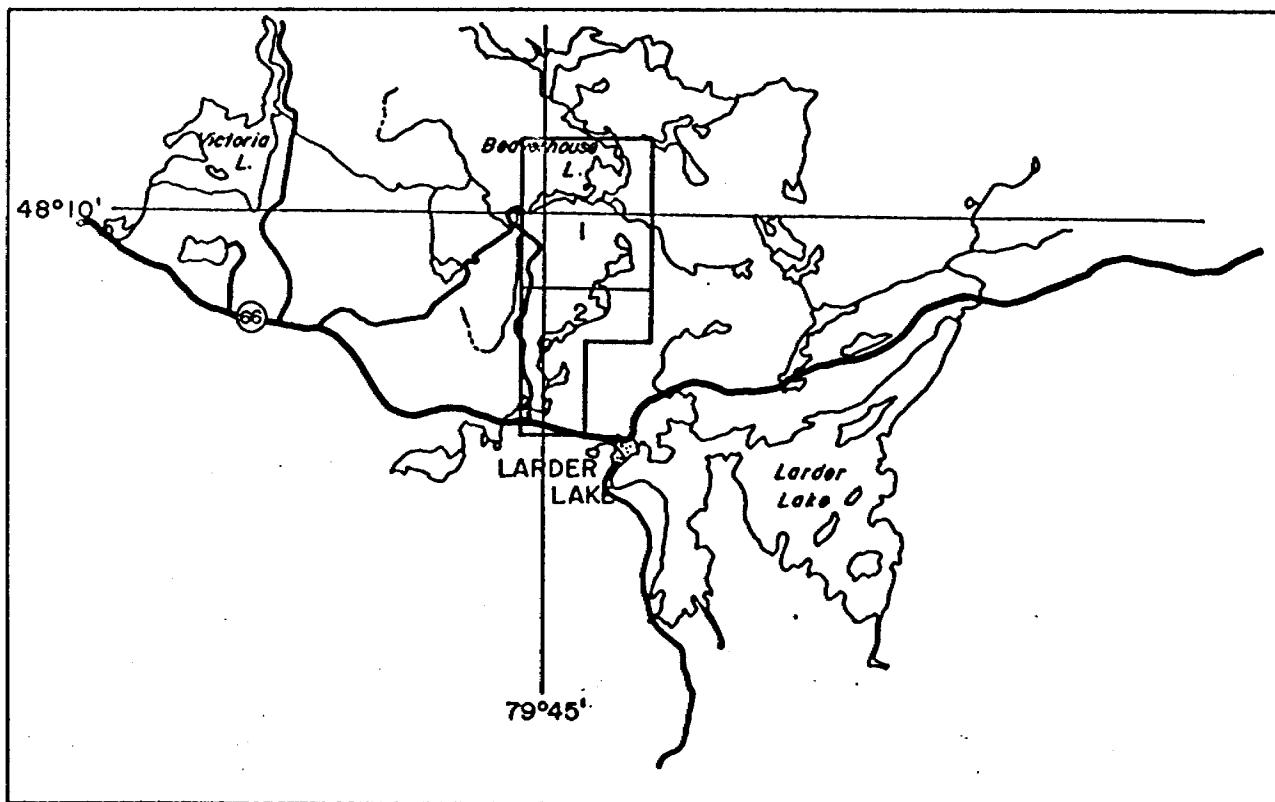 Victoria
L.
Beaverhouse
L.
48°10'
1
2
66
LARDER
LAKE
Larder
Lake
79°45'